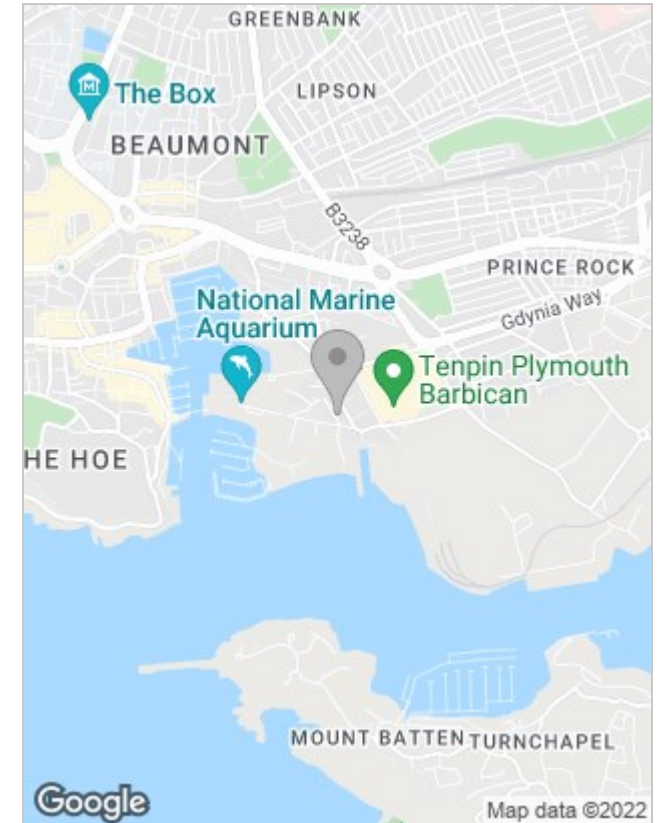 GREENBANK
The Box
LIPSON
BEAUMONT
B3238
PRINCE ROCK
National Marine
Aquarium
Gdynia Way
Tenpin Plymouth
Barbican
HE HOE
MOUNT BATTEN
TURNCHAPEL
Google
Map data ©2022